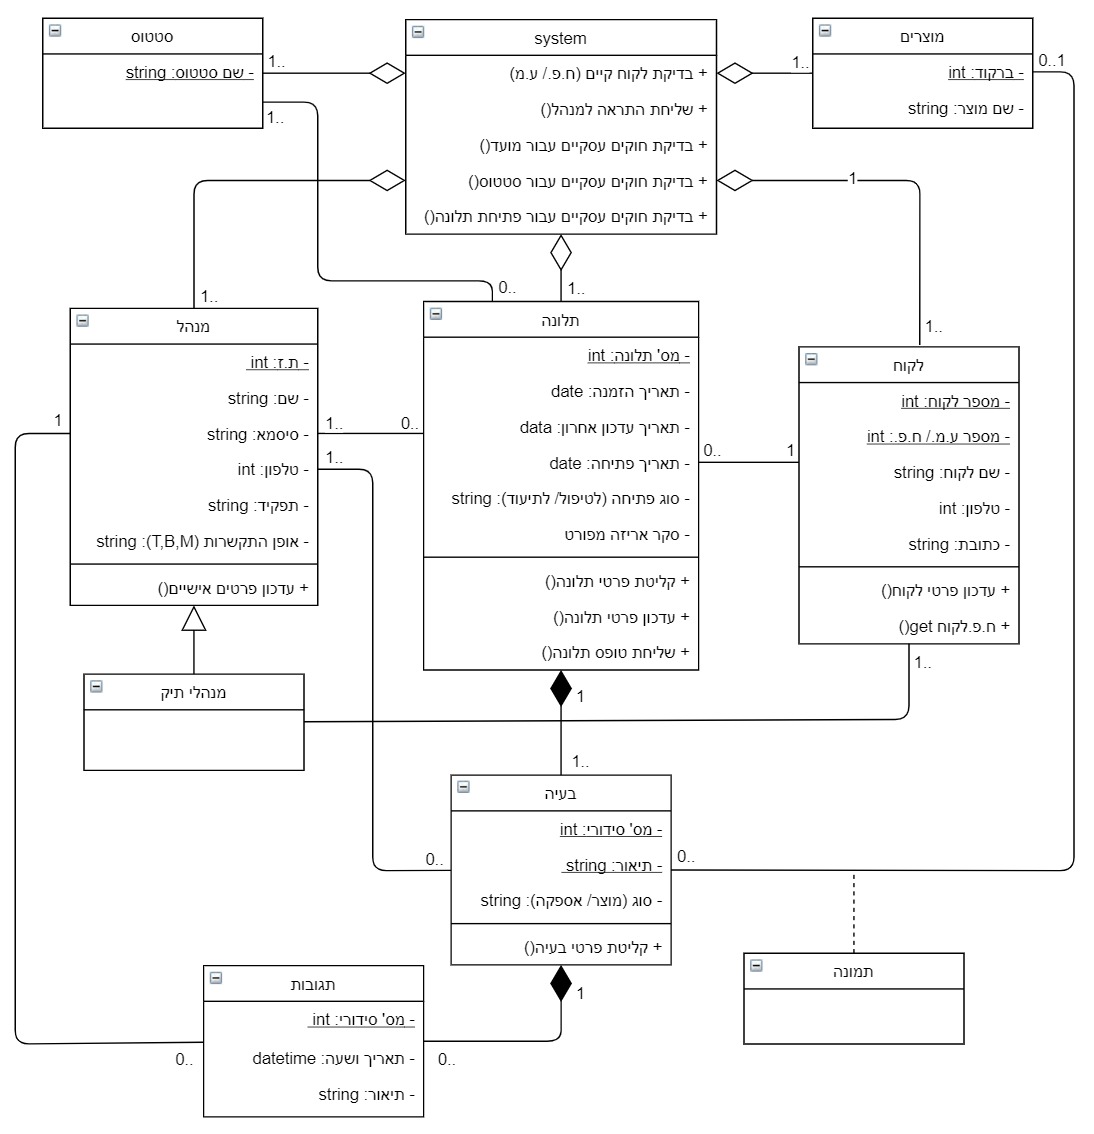 סטטוס
- שם סטטוס: string
1..
1..
system
+ בדיקת לקוח קיים (ח.פ./ ע.מ)
+ שליחת התראה למנהל()
+ בדיקת חוקים עסקיים עבור מועד()
+ בדיקת חוקים עסקיים עבור סטטוס()
+ בדיקת חוקים עסקיים עבור פתיחת תלונה()
1..
מוצרים
- ברקוד: int
- שם מוצר: string
0..1
1
1..
0..
1..
1..
מנהל
- ת.ז: int
- שם: string
- סיסמא: string
- טלפון: int
- תפקיד: string
- אופן התקשרות (T,B,M): string
+ עדכון פרטים אישיים()
1
1..
0..
1..
תלונה
- מס' תלונה: int
- תאריך הזמנה: date
- תאריך עדכון אחרון: data
- תאריך פתיחה: date
- סוג פתיחה (לטיפול/ לתיעוד): string
- סקר אריזה מפורט
+ קליטת פרטי תלונה()
+ עדכון פרטי תלונה()
+ שליחת טופס תלונה()
0..
1
לקוח
- מספר לקוח: int
- מספר ע.מ./ ח.פ.: int
- שם לקוח: string
- טלפון: int
- כתובת: string
+ עדכון פרטי לקוח()
+ ח.פ.לקוח get()
1..
מנהלי תיק
1
1..
בעיה
- מס' סידורי: int
- תיאור: string
- סוג (מוצר/ אספקה): string
+ קליטת פרטי בעיה()
0..
0..
1
תמונה
תגובות
- מס' סידורי: int
- תאריך ושעה: datetime
- תיאור: string
0..
0..